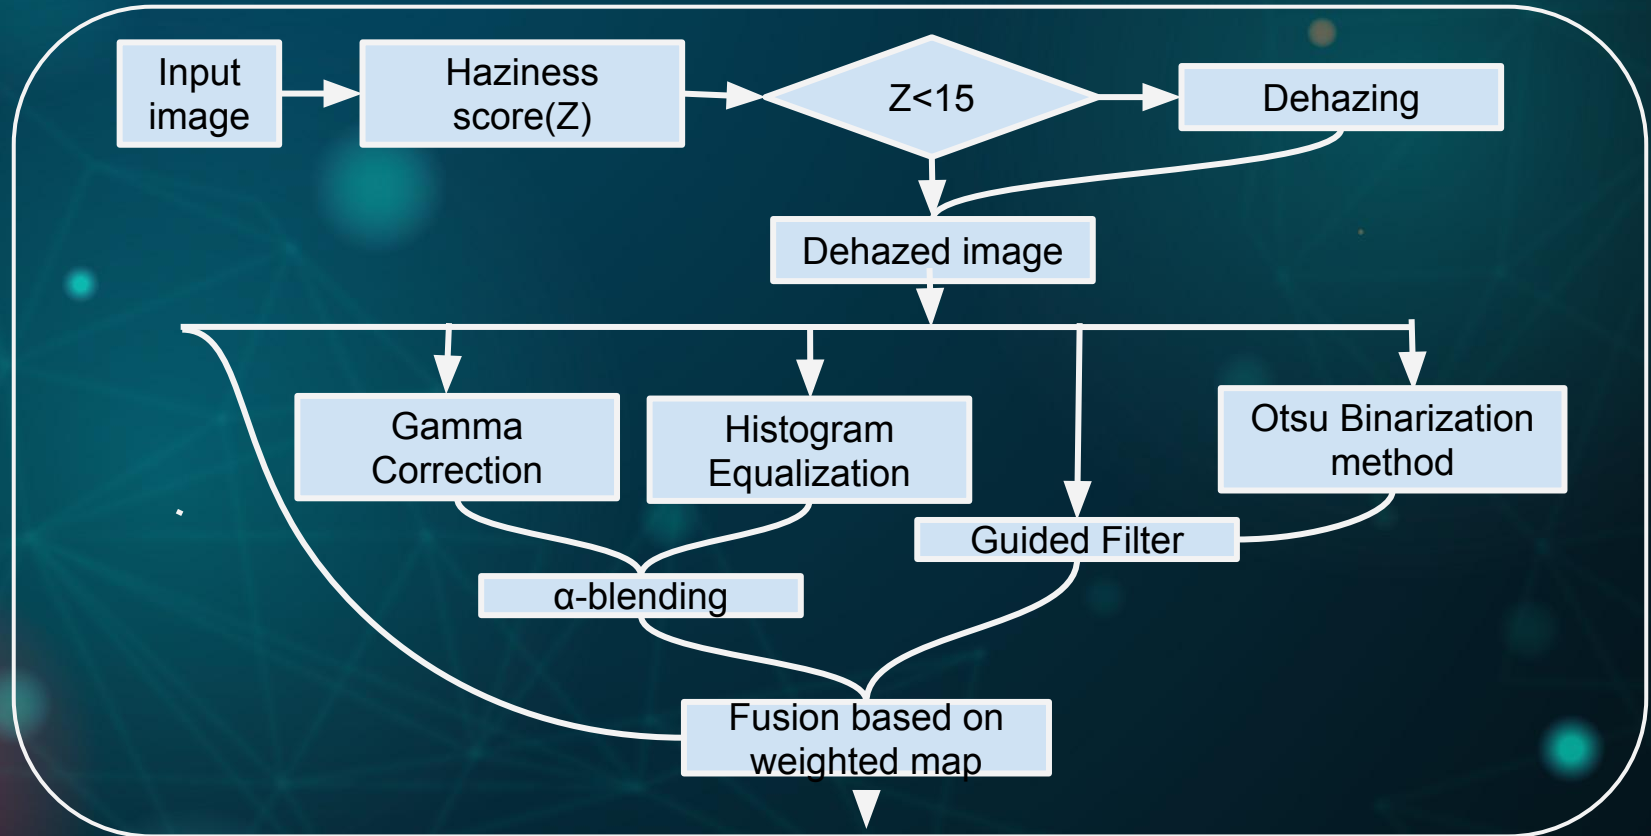 Input
image
Haziness
score(Z)
Z<15
Dehazing
Dehazed image
Gamma
Correction
Histogram
Equalization
Otsu Binarization
method
Guided Filter
α-blending
Fusion based on
weighted map